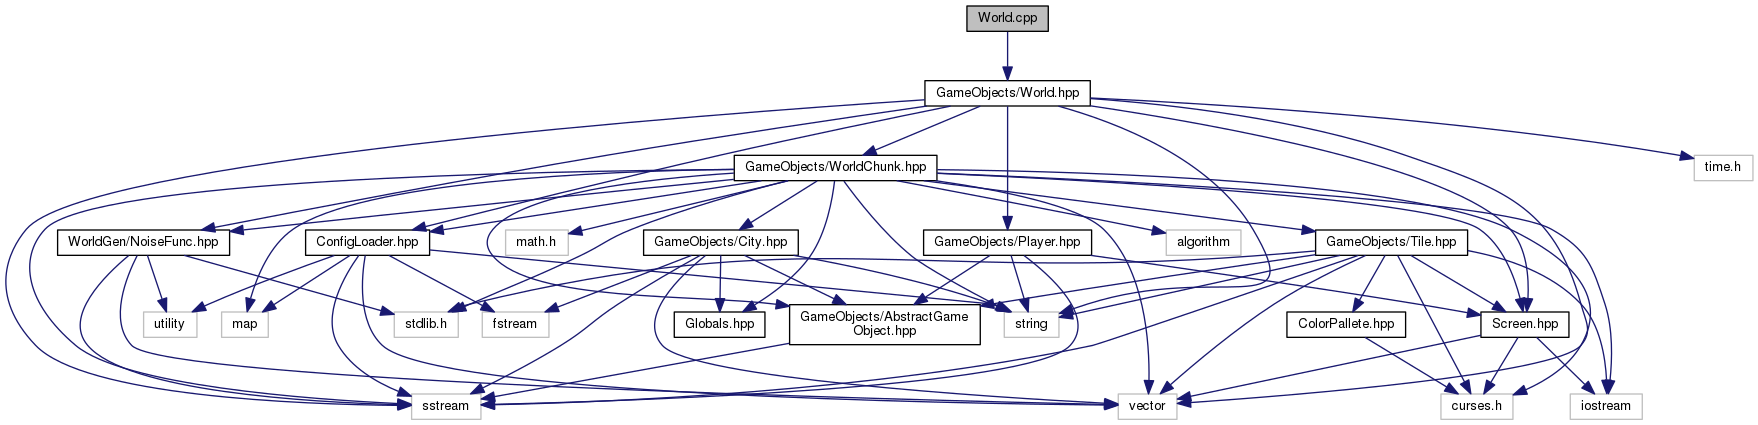 World.cpp
GameObjects/World.hpp
GameObjects/WorldChunk.hpp
time.h
WorldGen/NoiseFunc.hpp
ConfigLoader.hpp
math.h
GameObjects/City.hpp
GameObjects/Player.hpp
algorithm
GameObjects/Tile.hpp
utility
map
stdlib.h
fstream
Globals.hpp
GameObjects/AbstractGame
Object.hpp
string
ColorPallete.hpp
Screen.hpp
sstream
vector
curses.h
iostream